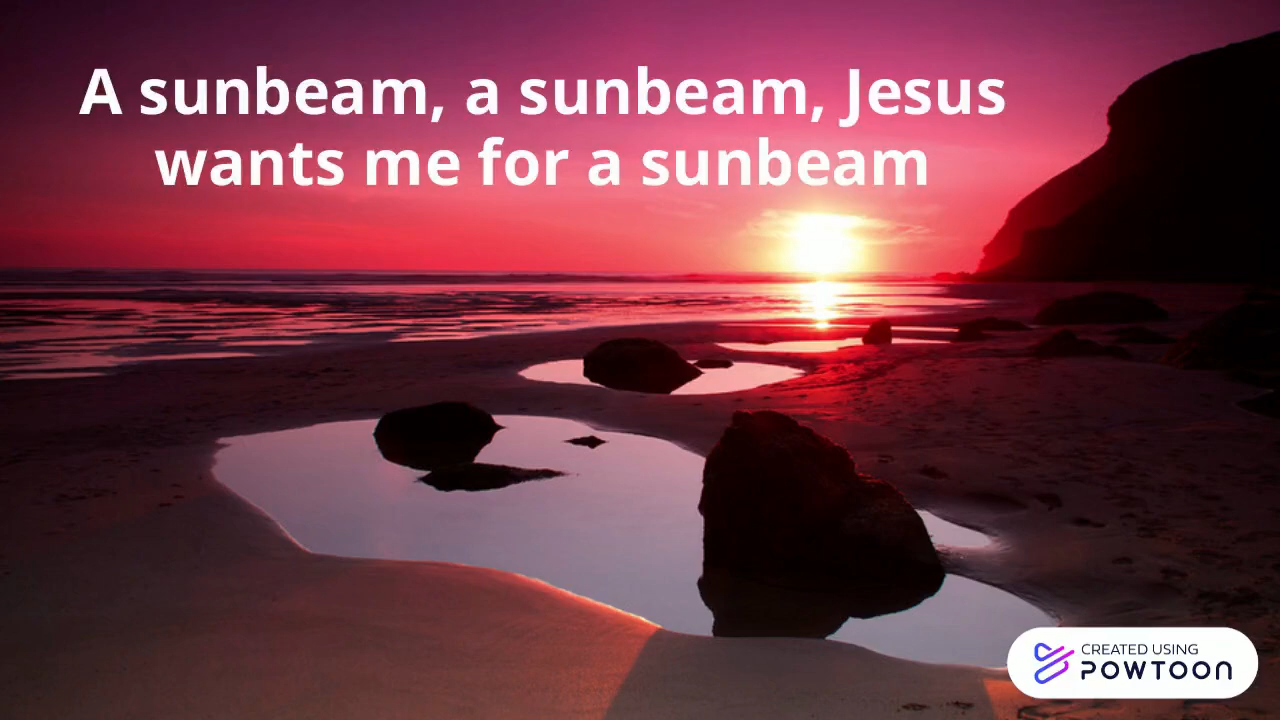 A sunbeam, a sunbeam, Jesus
wants me for a sunbeam
CREATED USING
POWTOON